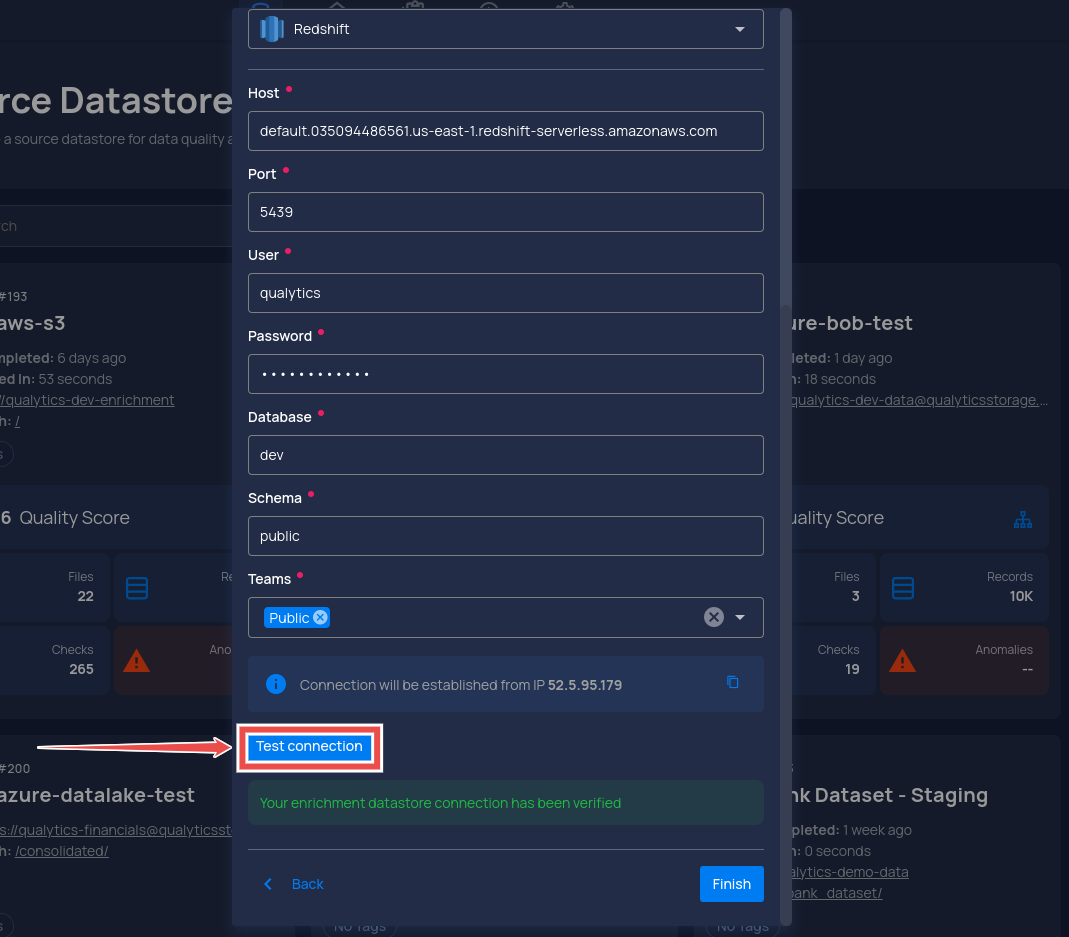 Redshift
Host
default.035094486561.us-east-1.redshift-serverless.amazonaws.com
Port
5439
User
qualytics
Password
••••••••••••
Database
dev
Schema
public
Teams
Public
Connection will be established from IP 52.5.95.179
Test connection
Your enrichment datastore connection has been verified
Back
Finish
rce Datastore
a source datastore for data quality a
rch
#193
aws-s3
mpleted: 6 days ago
ed In: 53 seconds
//qualytics-dev-enrichment
h: /
s
6 Quality Score
Files
22
Re
Checks
265
Ano
#200
azure-datalake-test
s://qualytics-financials@qualyticsst
h: /consolidated/
s
No Tags
ure-bob-test
leted: 1 day ago
n: 18 seconds
qualytics-dev-data@qualyticsstorage....
uality Score
Files
3
Records
10K
Checks
19
Anomalies
--
nk Dataset - Staging
pleted: 1 week ago
n: 0 seconds
alytics-demo-data
bank_dataset/
No Tags